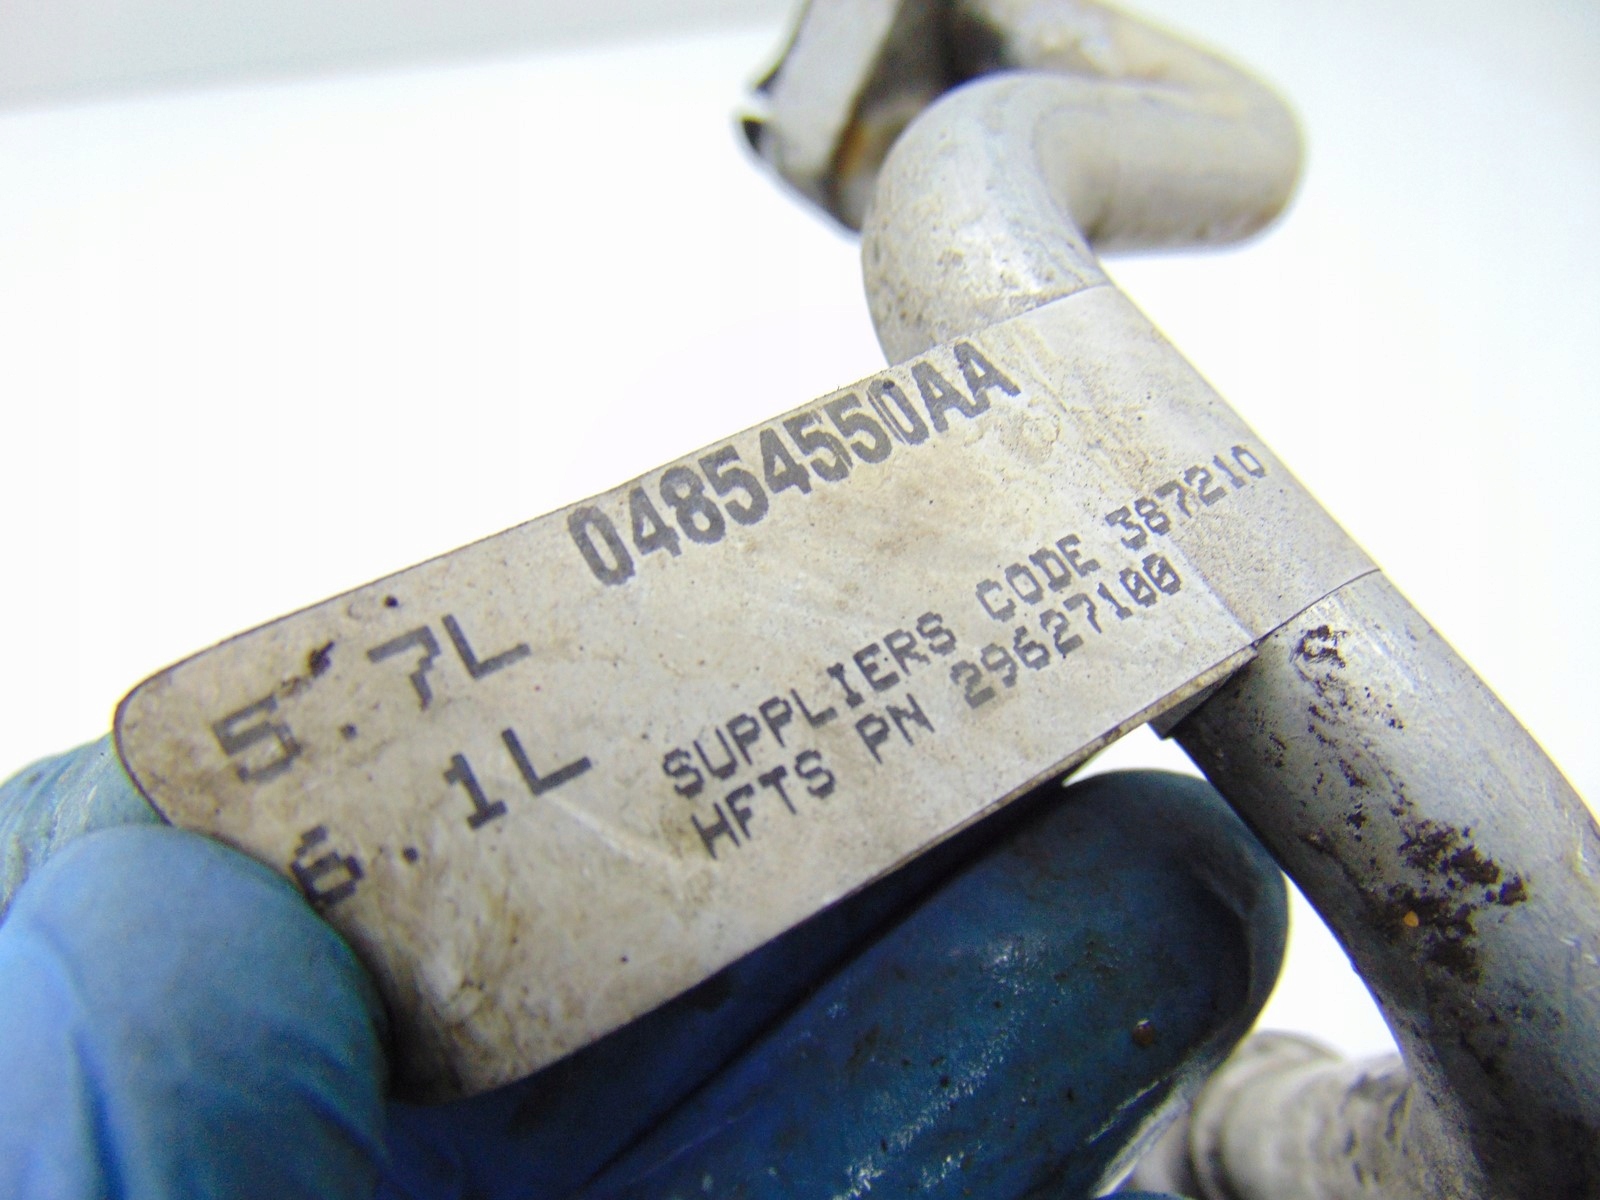 04854550AA
5.7L
6.1L
SUPPLIERS CODE 387210
HFTS PN 29627100